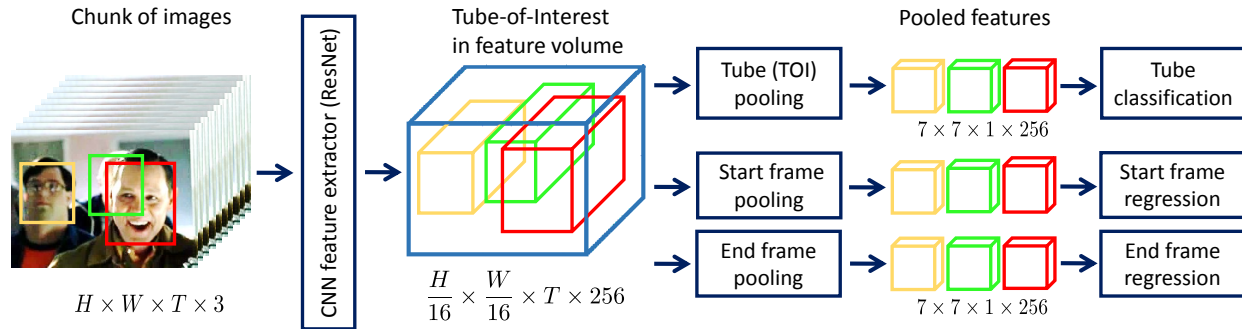 Chunk of images
H × W × T × 3
CNN feature extractor (ResNet)
Tube-of-Interest
in feature volume
H/16 × W/16 × T × 256
Tube (TOI)
pooling
Start frame
pooling
End frame
pooling
Pooled features
7 × 7 × 1 × 256
7 × 7 × 1 × 256
Tube
classification
Start frame
regression
End frame
regression